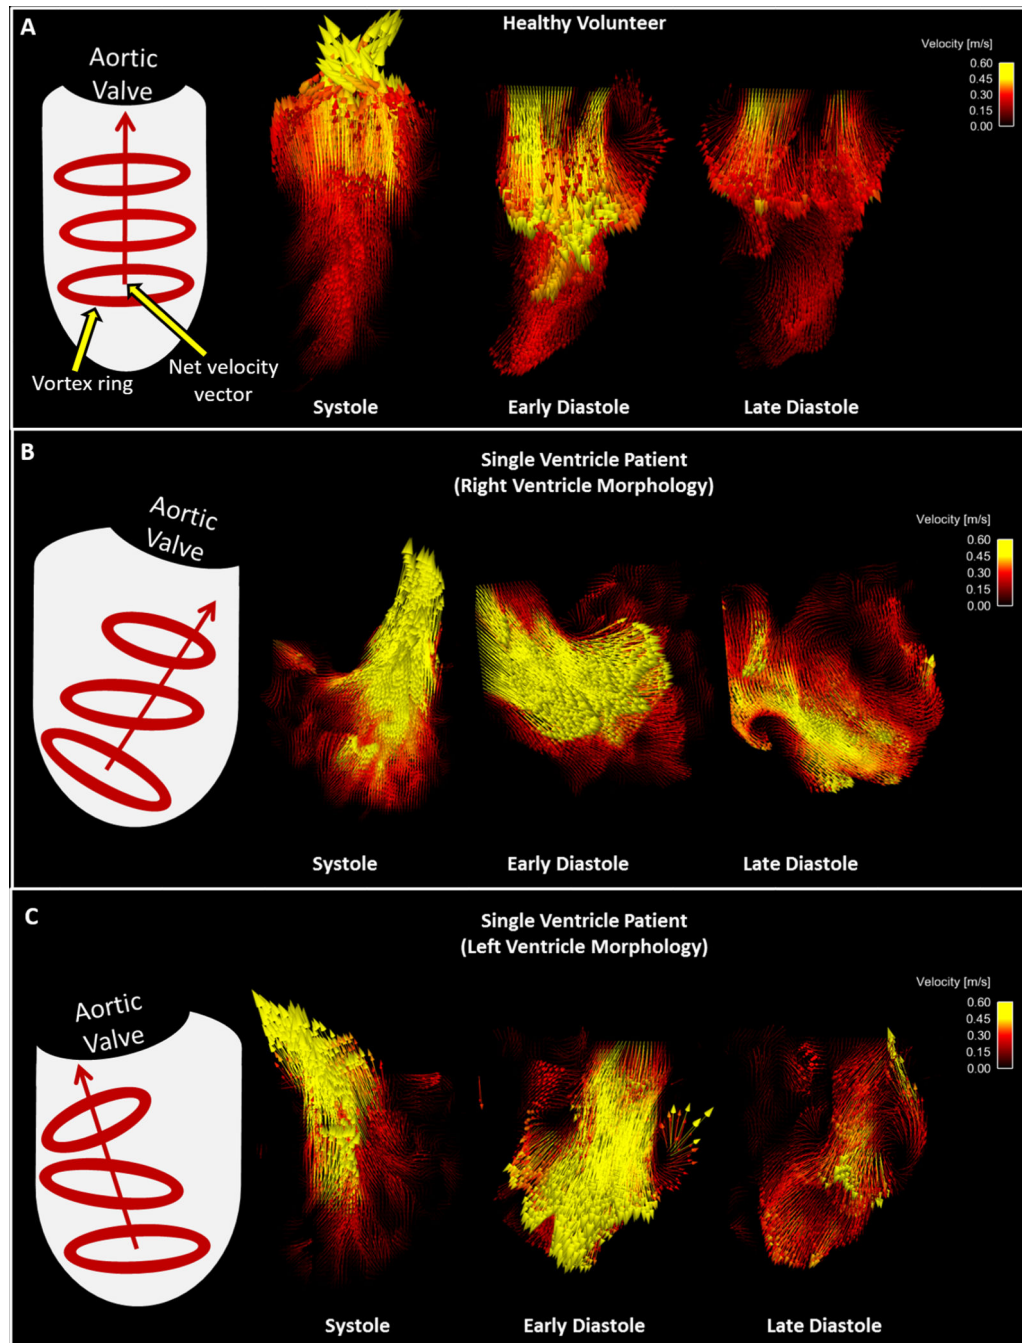 A
Healthy Volunteer
Aortic
Valve
Velocity [m/s]
0.60
0.45
0.30
0.15
0.00
Vortex ring
Net velocity
vector
Systole
Early Diastole
Late Diastole
B
Single Ventricle Patient
(Right Ventricle Morphology)
Aortic
Valve
Velocity [m/s]
0.60
0.45
0.30
0.15
0.00
Systole
Early Diastole
Late Diastole
C
Single Ventricle Patient
(Left Ventricle Morphology)
Aortic
Valve
Velocity [m/s]
0.60
0.45
0.30
0.15
0.00
Systole
Early Diastole
Late Diastole